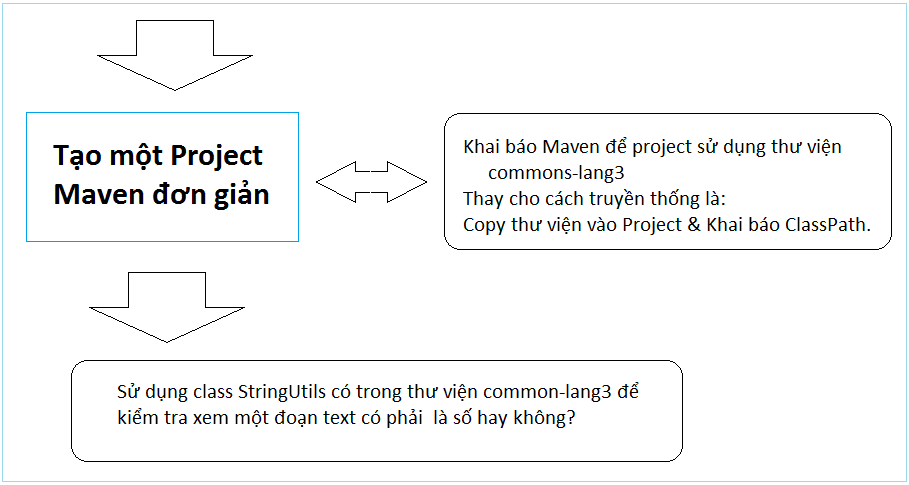 Tạo một Project
Maven đơn giản
Khai báo Maven để project sử dụng thư viện
commons-lang3
Thay cho cách truyền thống là:
Copy thư viện vào Project & Khai báo ClassPath.
Sử dụng class StringUtils có trong thư viện common-lang3 để
kiểm tra xem một đoạn text có phải là số hay không?